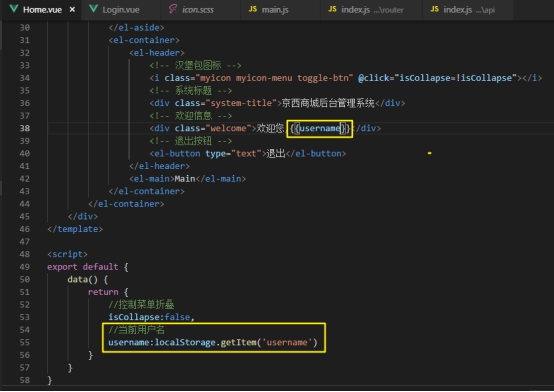 Home.vue × Login.vue icon.scss JS main.js JS index.js ...\router JS index.js ...\api
30 </el-aside>
31 <el-container>
32 <el-header>
33 <!-- 汉堡包图标 -->
34 <i class="myicon myicon-menu toggle-btn" @click="isCollapse=!isCollapse"></i>
35 <!-- 系统标题 -->
36 <div class="system-title">京西商城后台管理系统</div>
37 <!-- 欢迎信息 -->
38 <div class="welcome">欢迎您,{{username}}</div>
39 <!-- 退出按钮 -->
40 <el-button type="text">退出</el-button>
41 </el-header>
42 <el-main>Main</el-main>
43 </el-container>
44 </el-container>
45 </div>
46 </template>
47
48 <script>
49 export default {
50 data() {
51 return {
52 //控制菜单折叠
53 isCollapse:false,
54 //当前用户名
55 username:localStorage.getItem('username')
56 }
57 }
58 }